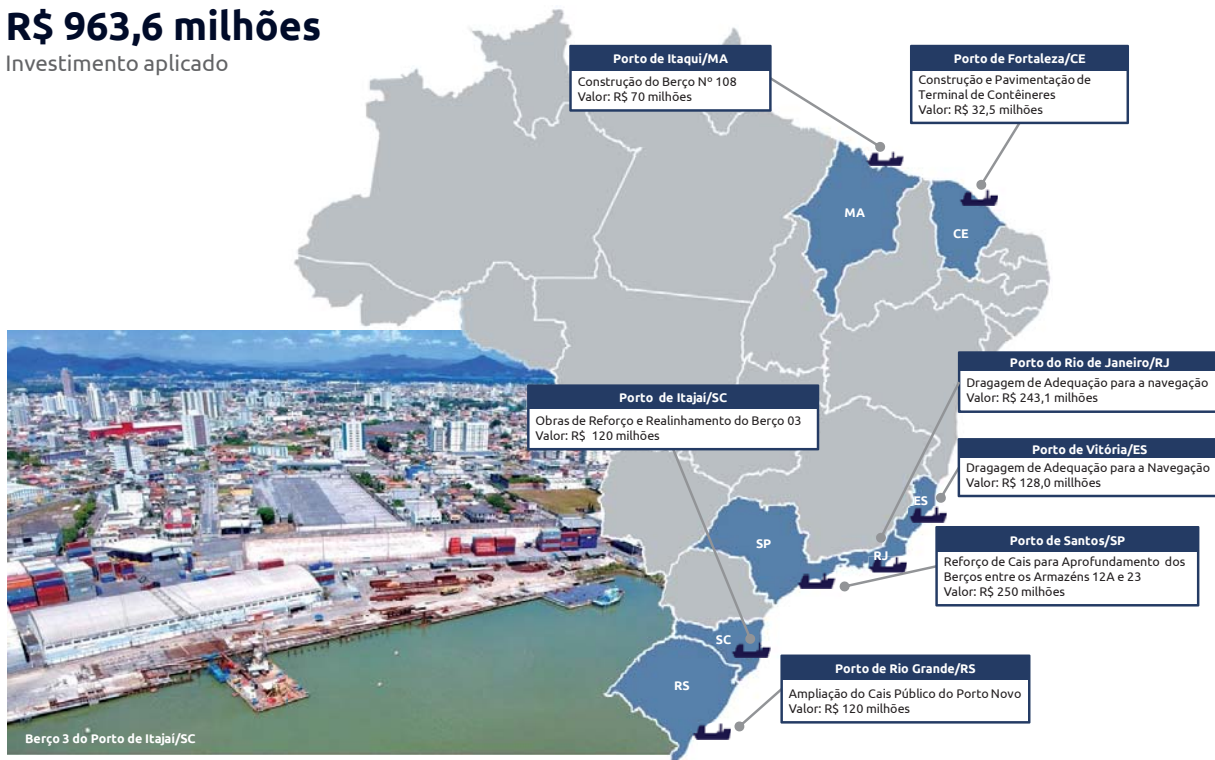 R$ 963,6 milhões
Investimento aplicado
Porto de Itaqui/MA
Construção do Berço Nº 108
Valor: R$ 70 milhões
Porto de Fortaleza/CE
Construção e Pavimentação de
Terminal de Contêineres
Valor: R$ 32,5 milhões
MA
CE
Porto do Rio de Janeiro/RJ
Dragagem de Adequação para a navegação
Valor: R$ 243,1 milhões
Porto de Itajaí/SC
Obras de Reforço e Realinhamento do Berço 03
Valor: R$ 120 milhões
Porto de Vitória/ES
Dragagem de Adequação para a Navegação
Valor: R$ 128,0 millhões
ES
SP
RJ
Porto de Santos/SP
Reforço de Cais para Aprofundamento dos
Berços entre os Armazéns 12A e 23
Valor: R$ 250 milhões
SC
RS
Porto de Rio Grande/RS
Ampliação do Cais Público do Porto Novo
Valor: R$ 120 milhões
Berço 3 do Porto de Itajaí/SC